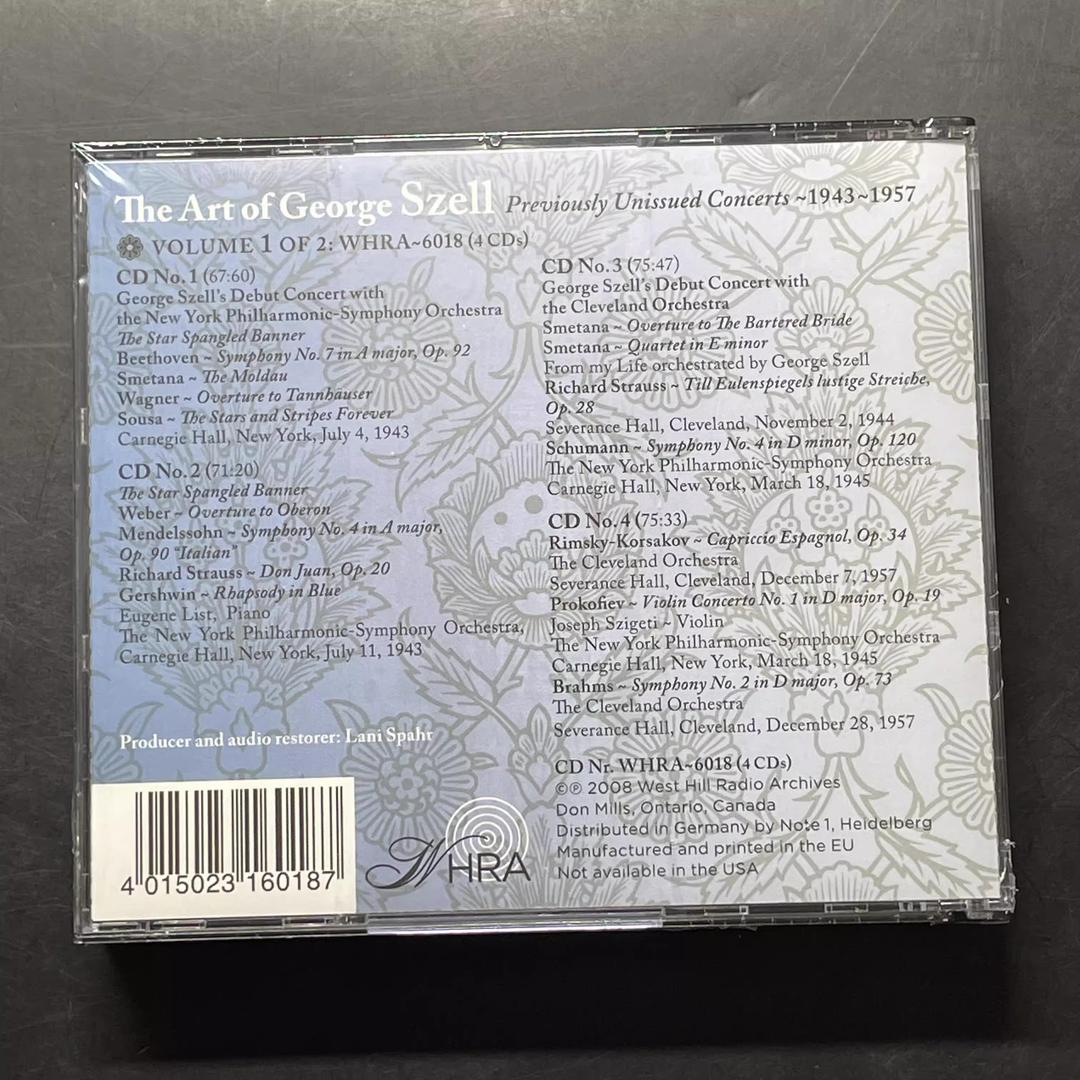 The Art of George Szell Previously Unissued Concerts ~1943~1957
VOLUME 1 OF 2: WHRA~6018 (4 CDs)
CD No. 1 (67:60)
George Szell's Debut Concert with
the New York Philharmonic-Symphony Orchestra
The Star Spangled Banner
Beethoven ~ Symphony No. 7 in A major, Op. 92
Smetana ~ The Moldau
Wagner ~ Overture to Tannhäuser
Sousa ~ The Stars and Stripes Forever
Carnegie Hall, New York, July 4, 1943
CD No. 2 (71:20)
The Star Spangled Banner
Weber ~ Overture to Oberon
Mendelssohn ~ Symphony No. 4 in A major,
Op. 90 "Italian"
Richard Strauss ~ Don Juan, Op. 20
Gershwin ~ Rhapsody in Blue
Eugene List, Piano
The New York Philharmonic-Symphony Orchestra,
Carnegie Hall, New York, July 11, 1943
Producer and audio restorer: Lani Spahr
4 015023 160187
WHRA
CD No. 3 (75:47)
George Szell's Debut Concert with
the Cleveland Orchestra
Smetana ~ Overture to The Bartered Bride
Smetana ~ Quartet in E minor
From my Life orchestrated by George Szell
Richard Strauss ~ Till Eulenspiegels lustige Streiche,
Op. 28
Severance Hall, Cleveland, November 2, 1944
Schumann ~ Symphony No. 4 in D minor, Op. 120
The New York Philharmonic-Symphony Orchestra
Carnegie Hall, New York, March 18, 1945
CD No. 4 (75:33)
Rimsky-Korsakov ~ Capriccio Espagnol, Op. 34
The Cleveland Orchestra
Severance Hall, Cleveland, December 7, 1957
Prokofiev ~ Violin Concerto No. 1 in D major, Op. 19
Joseph Szigeti ~ Violin
The New York Philharmonic-Symphony Orchestra
Carnegie Hall, New York, March 18, 1945
Brahms ~ Symphony No. 2 in D major, Op. 73
The Cleveland Orchestra
Severance Hall, Cleveland, December 28, 1957
CD Nr. WHRA~6018 (4 CDs)
©℗ 2008 West Hill Radio Archives
Don Mills, Ontario, Canada
Distributed in Germany by Note 1, Heidelberg
Manufactured and printed in the EU
Not available in the USA